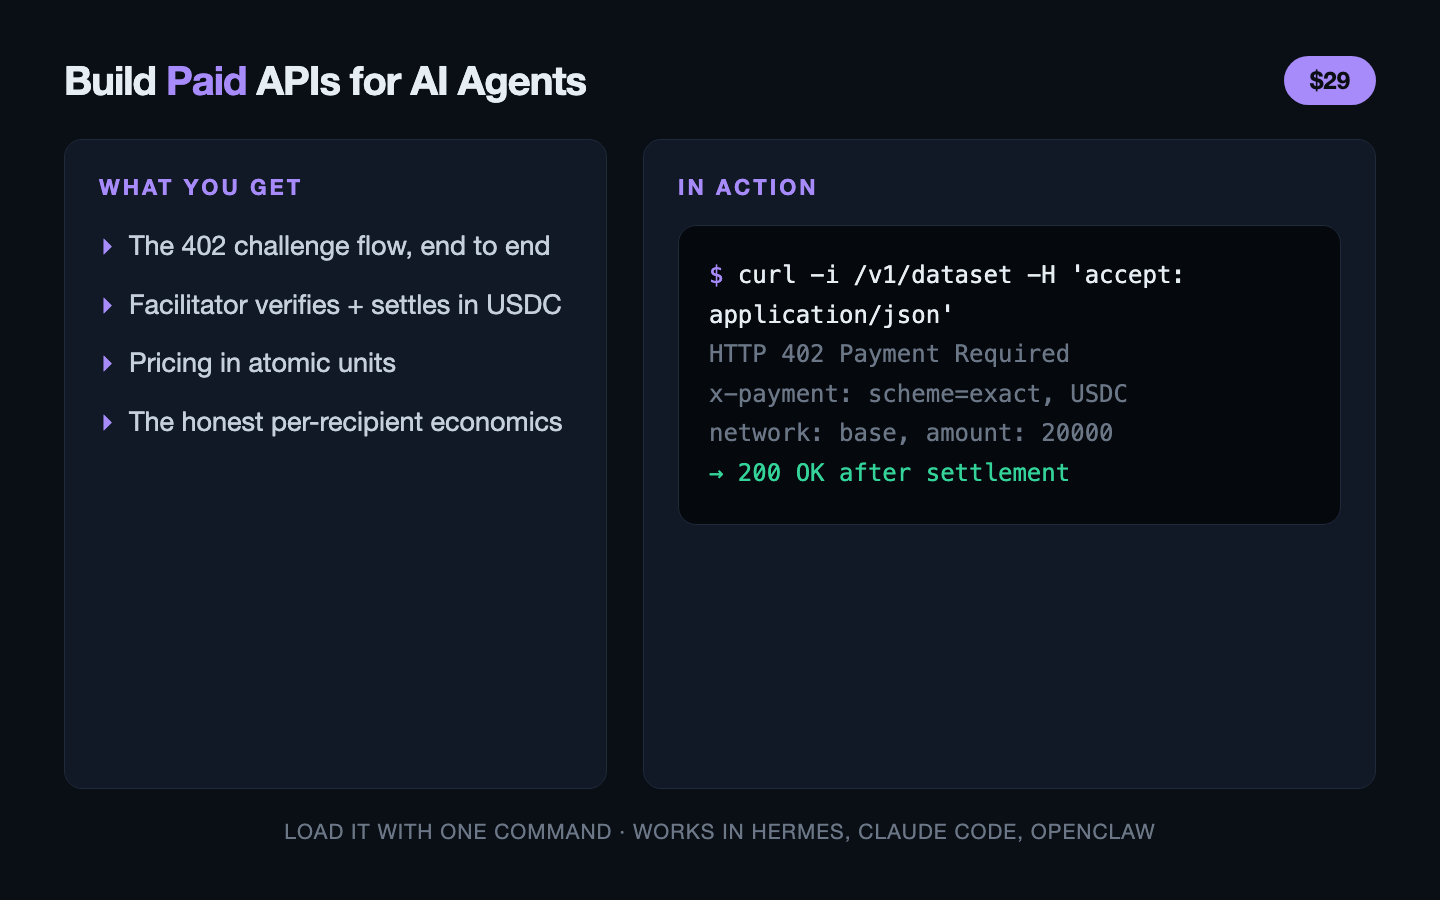 Build Paid APIs for AI Agents
$29
WHAT YOU GET
The 402 challenge flow, end to end
Facilitator verifies + settles in USDC
Pricing in atomic units
The honest per-recipient economics
IN ACTION
$ curl -i /v1/dataset -H 'accept:
application/json'
HTTP 402 Payment Required
x-payment: scheme=exact, USDC
network: base, amount: 20000
→ 200 OK after settlement
LOAD IT WITH ONE COMMAND · WORKS IN HERMES, CLAUDE CODE, OPENCLAW